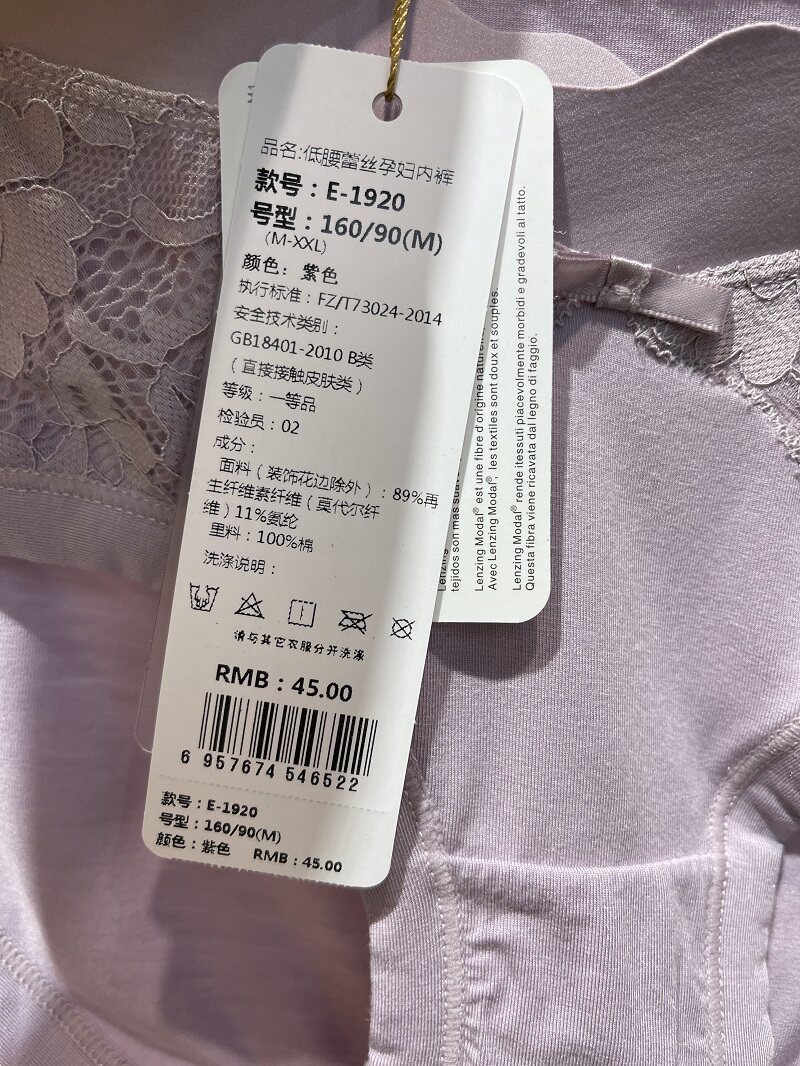 品名:低腰蕾丝孕妇内裤
款号：E-1920
号型：160/90(M)
(M-XXL)
颜色：紫色
执行标准：FZ/T73024-2014
安全技术类别：
GB18401-2010 B类
（直接接触皮肤类）
等级：一等品
检验员：02
成分：
面料（装饰花边除外）：89%再
生纤维素纤维（莫代尔纤
维）11%氨纶
里料：100%棉
洗涤说明：
请与其它衣服分开洗涤
RMB：45.00
6 957674 546522
款号：E-1920
号型：160/90(M)
颜色：紫色 RMB：45.00
M1
Lenzing
tejidos son más
Lenzing Modal® est une fibre d'origine
Avec Lenzing Modal®, les textiles sont doux et souples.
Lenzing Modal® rende itessuti piacevolmente morbidi e gradevoli al tatto.
Questa fibra viene ricavata dal legno di faggio.